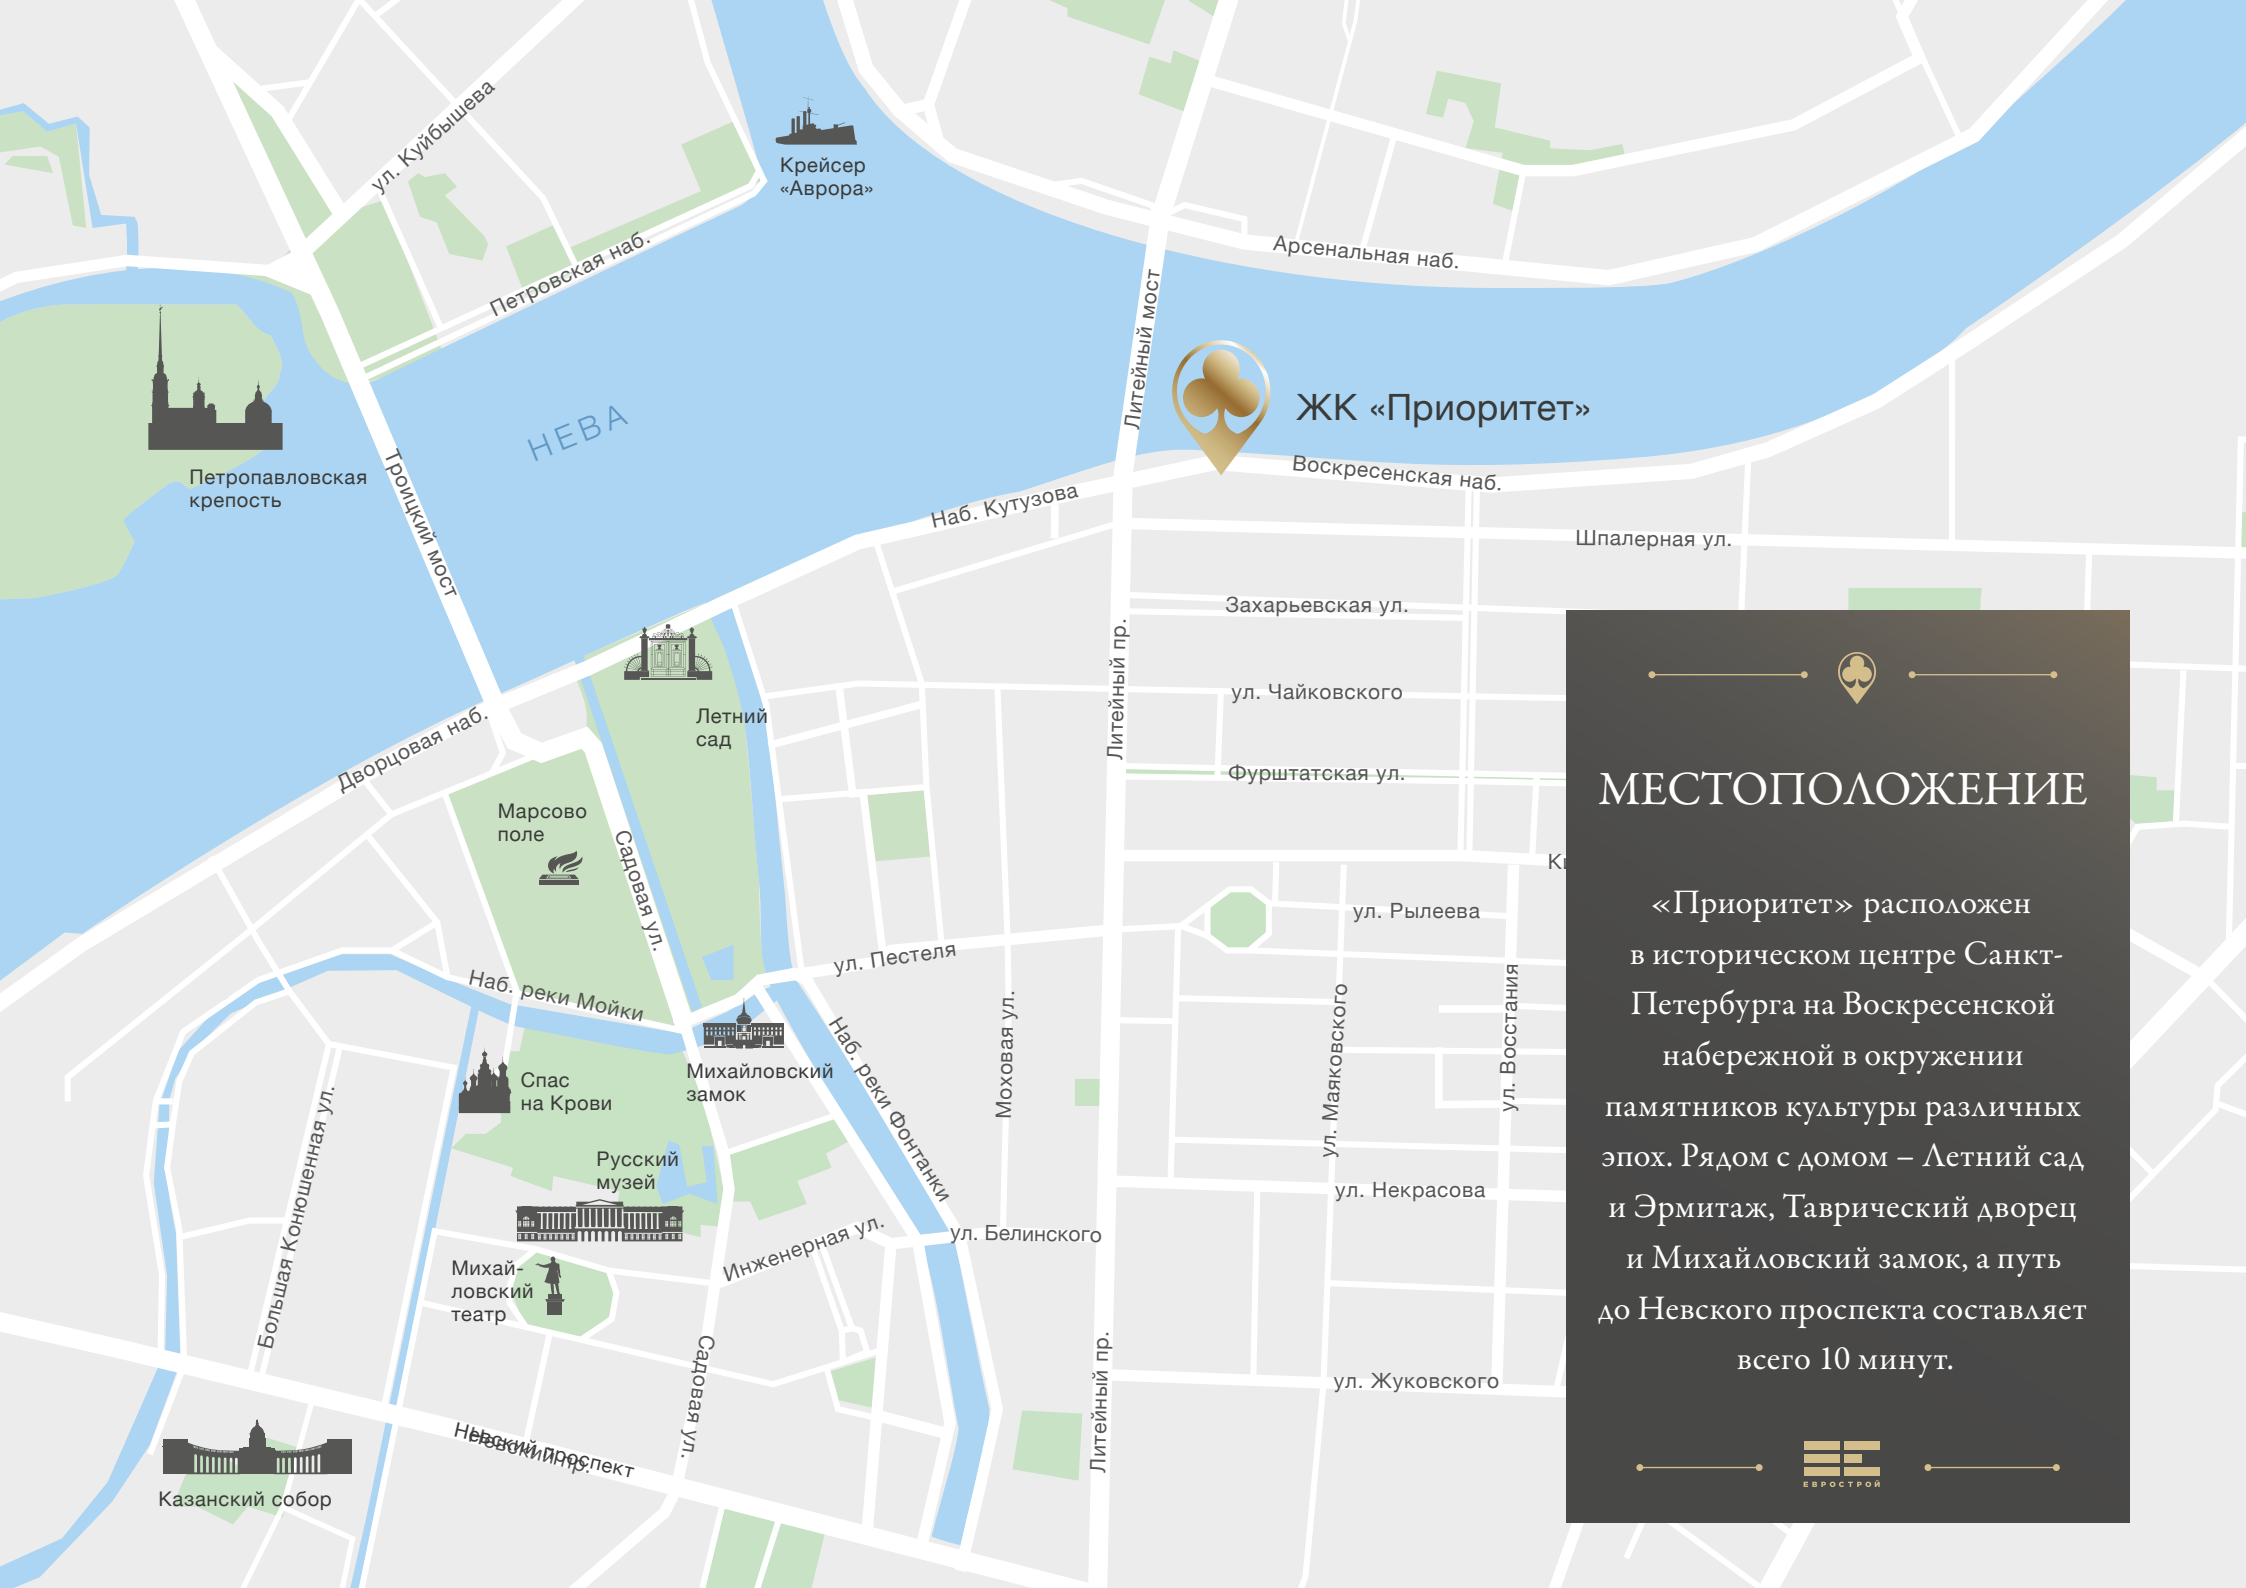 ул. Куйбышева
Крейсер
«Аврора»
Петровская наб.
Арсенальная наб.
Литейный мост
ЖК «Приоритет»
НЕВА
Петропавловская
крепость
Троицкий мост
Воскресенская наб.
Наб. Кутузова
Шпалерная ул.
Захарьевская ул.
Литейный пр.
ул. Чайковского
Летний
сад
Дворцовая наб.
Фурштатская ул.
Марсово
поле
Садовая ул.
ул. Рылеева
ул. Пестеля
Наб. реки Мойки
Моховая ул.
ул. Маяковского
ул. Восстания
Наб. реки Фонтанки
Михайловский
замок
Спас
на Крови
Большая Конюшенная ул.
Русский
музей
ул. Некрасова
ул. Белинского
Инженерная ул.
Михай-
ловский
театр
Садовая ул.
Литейный пр.
ул. Жуковского
Невский проспект
Невский пр.
Казанский собор
МЕСТОПОЛОЖЕНИЕ
«Приоритет» расположен
в историческом центре Санкт-
Петербурга на Воскресенской
набережной в окружении
памятников культуры различных
эпох. Рядом с домом – Летний сад
и Эрмитаж, Таврический дворец
и Михайловский замок, а путь
до Невского проспекта составляет
всего 10 минут.
ЕВРОСТРОЙ